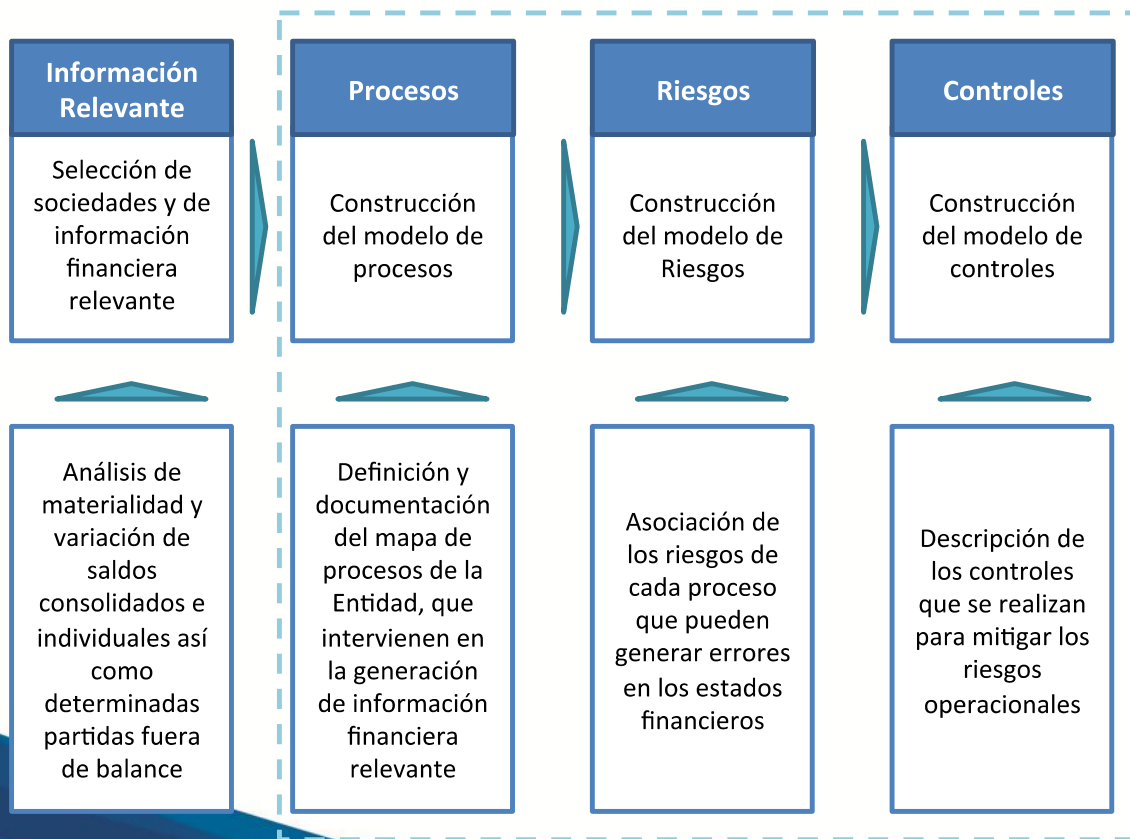 Información
Relevante
Selección de
sociedades y de
información
financiera
relevante
Procesos
Construcción
del modelo de
procesos
Riesgos
Construcción
del modelo de
Riesgos
Controles
Construcción
del modelo de
controles
Análisis de
materialidad y
variación de
saldos
consolidados e
individuales así
como
determinadas
partidas fuera
de balance
Definición y
documentación
del mapa de
procesos de la
Entidad, que
intervienen en
la generación
de información
financiera
relevante
Asociación de
los riesgos de
cada proceso
que pueden
generar errores
en los estados
financieros
Descripción de
los controles
que se realizan
para mitigar los
riesgos
operacionales